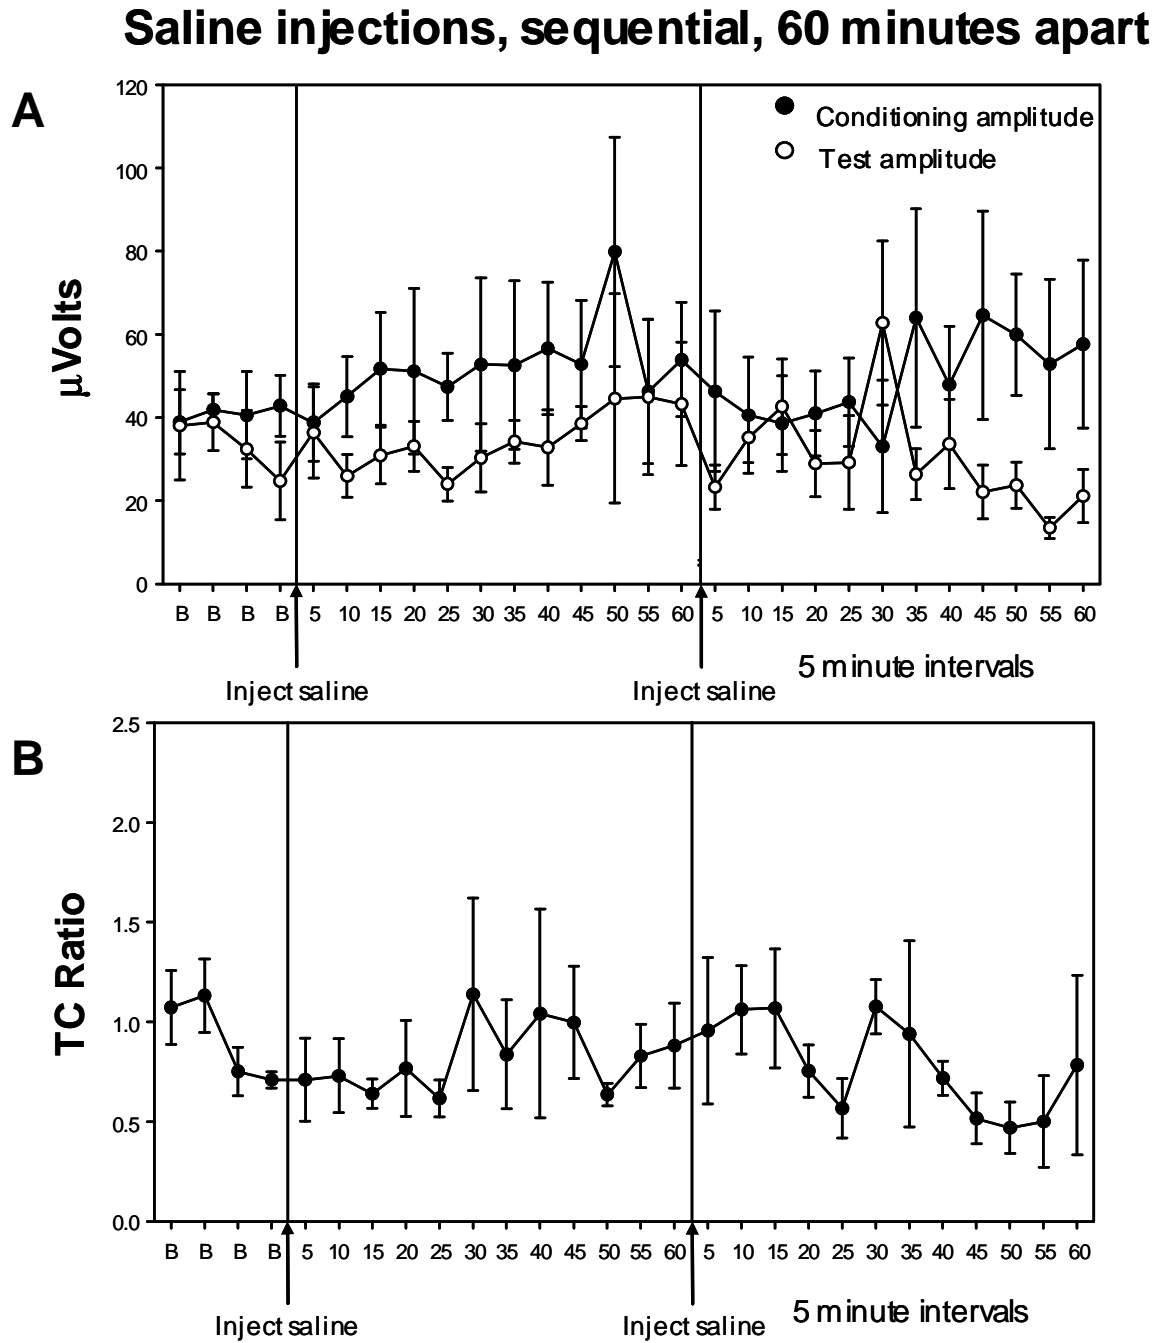 Saline injections, sequential, 60 minutes apart
A
120
100
80
60
40
20
0
μVolts
Conditioning amplitude
Test amplitude
B B B B 5 10 15 20 25 30 35 40 45 50 55 60 5 10 15 20 25 30 35 40 45 50 55 60
5 minute intervals
Inject saline Inject saline
B
2.5
2.0
1.5
1.0
0.5
0.0
TC Ratio
B B B B 5 10 15 20 25 30 35 40 45 50 55 60 5 10 15 20 25 30 35 40 45 50 55 60
5 minute intervals
Inject saline Inject saline